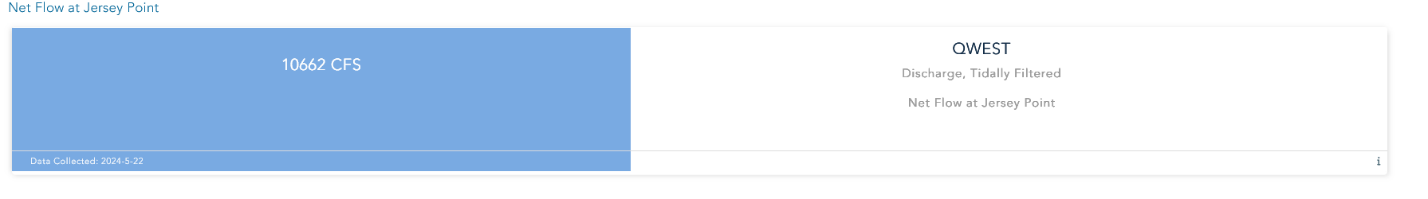 Net Flow at Jersey Point
10662 CFS
Data Collected: 2024-5-22
QWEST
Discharge, Tidally Filtered
Net Flow at Jersey Point
i